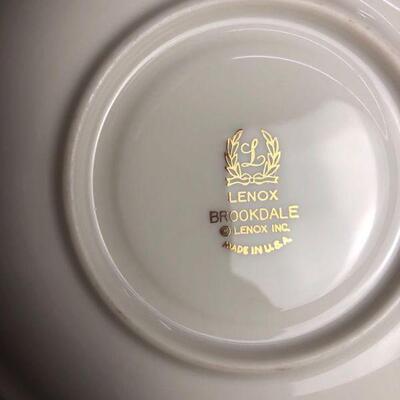 L
LENOX
BROOKDALE
© LENOX INC.
MADE IN U.S.A.